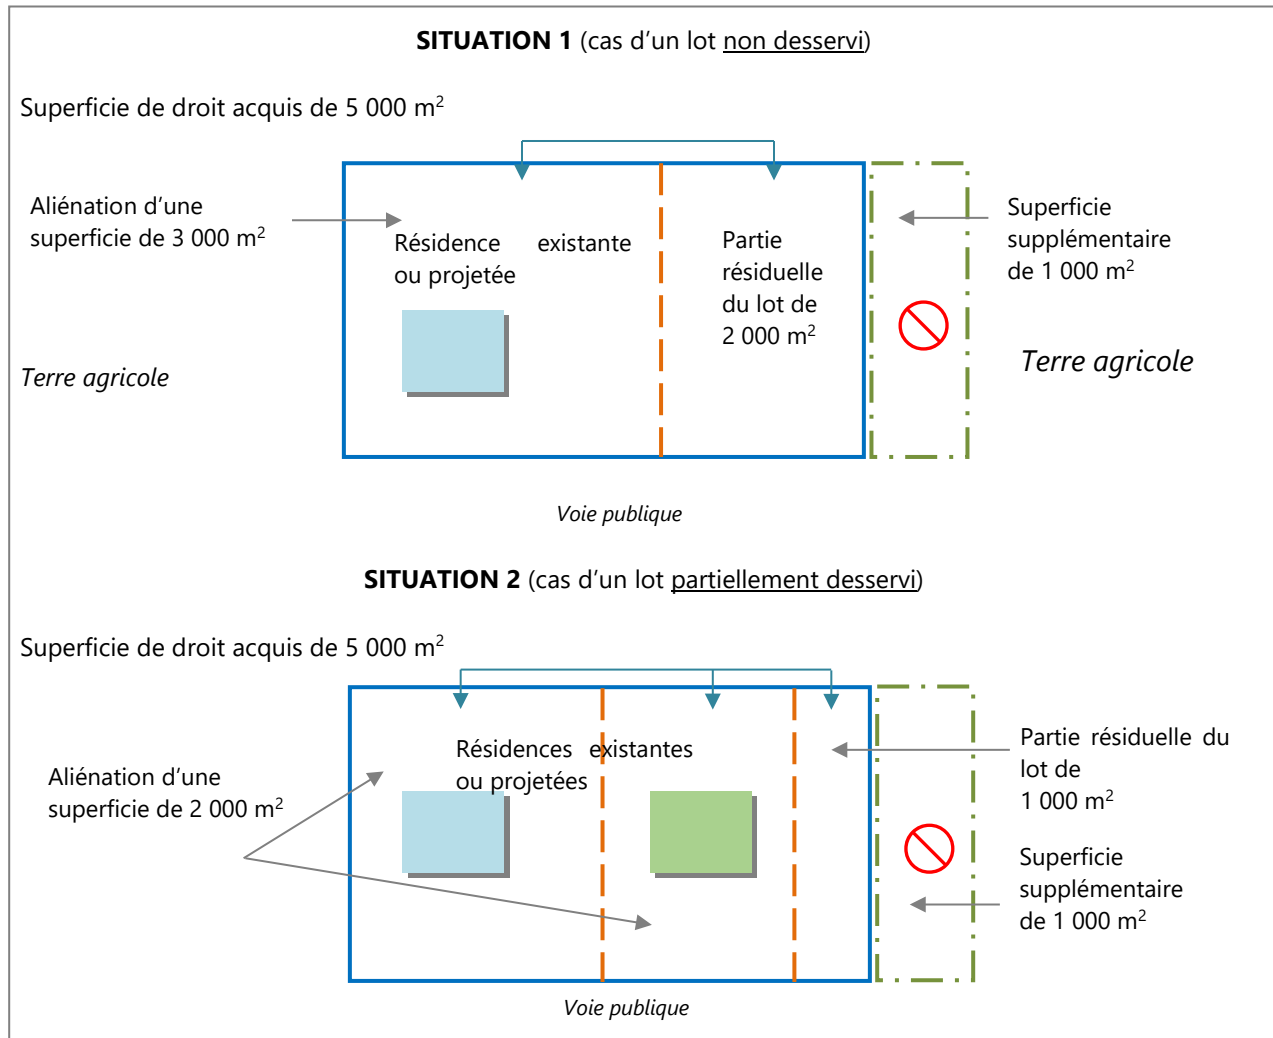 SITUATION 1 (cas d'un lot non desservi)
Superficie de droit acquis de 5 000 m²
Aliénation d'une
superficie de 3 000 m²
Résidence existante
ou projetée
Partie
résiduelle
du lot de
2 000 m²
Superficie
supplémentaire
de 1 000 m²
Terre agricole
Terre agricole
Voie publique
SITUATION 2 (cas d'un lot partiellement desservi)
Superficie de droit acquis de 5 000 m²
Aliénation d'une
superficie de 2 000 m²
Résidences existantes
ou projetées
Partie résiduelle du
lot de
1 000 m²
Superficie
supplémentaire
de 1 000 m²
Voie publique